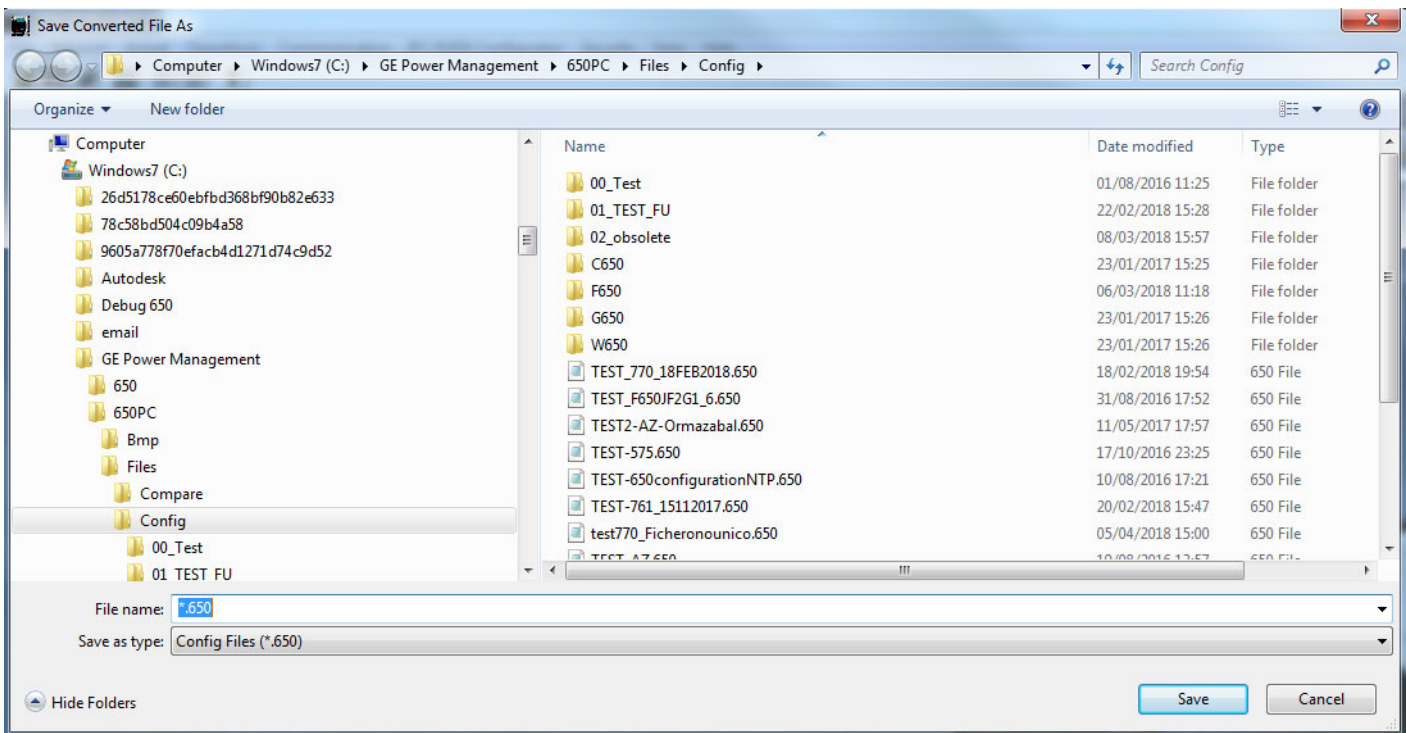 Save Converted File As
Computer Windows7 (C:) GE Power Management 650PC Files Config Search Config
Organize New folder
Computer
Windows7 (C:)
26d5178ce60ebfbd368bf90b82e633
78c58bd504c09b4a58
9605a778f70efacb4d1271d74c9d52
Autodesk
Debug 650
email
GE Power Management
650
650PC
Bmp
Files
Compare
Config
00_Test
01_TEST_FU
Name Date modified Type
00_Test 01/08/2016 11:25 File folder
01_TEST_FU 22/02/2018 15:28 File folder
02_obsolete 08/03/2018 15:57 File folder
C650 23/01/2017 15:25 File folder
F650 06/03/2018 11:18 File folder
G650 23/01/2017 15:26 File folder
W650 23/01/2017 15:26 File folder
TEST_770_18FEB2018.650 18/02/2018 19:54 650 File
TEST_F650JF2G1_6.650 31/08/2016 17:52 650 File
TEST2-AZ-Ormazabal.650 11/05/2017 17:57 650 File
TEST-575.650 17/10/2016 23:25 650 File
TEST-650configurationNTP.650 10/08/2016 17:21 650 File
TEST-761_15112017.650 20/02/2018 15:47 650 File
test770_Ficheronounico.650 05/04/2018 15:00 650 File
File name: *.650
Save as type: Config Files (*.650)
Hide Folders Save Cancel